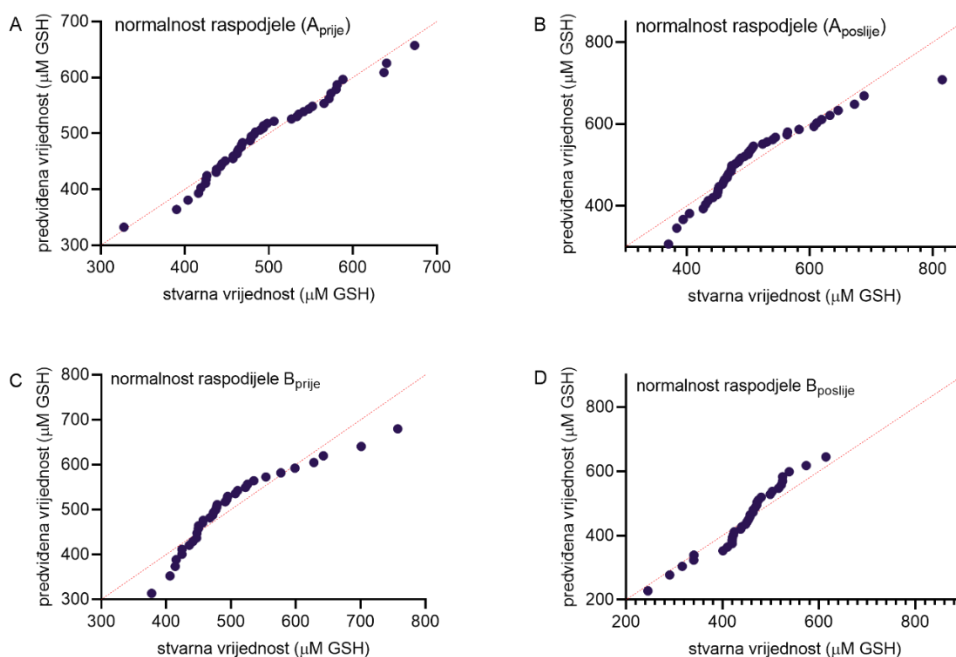 A
normalnost raspodjele (Aprije)
predviđena vrijednost (μM GSH)
700
600
500
400
300
300 400 500 600 700
stvarna vrijednost (μM GSH)
B
normalnost raspodjele (Aposlije)
predviđena vrijednost (μM GSH)
800
600
400
400 600 800
stvarna vrijednost (μM GSH)
C
normalnost raspodijele Bprije
predviđena vrijednost (μM GSH)
800
700
600
500
400
300
300 400 500 600 700 800
stvarna vrijednost (μM GSH)
D
normalnost raspodjele Bposlije
predviđena vrijednost (μM GSH)
800
600
400
200
200 400 600 800
stvarna vrijednost (μM GSH)